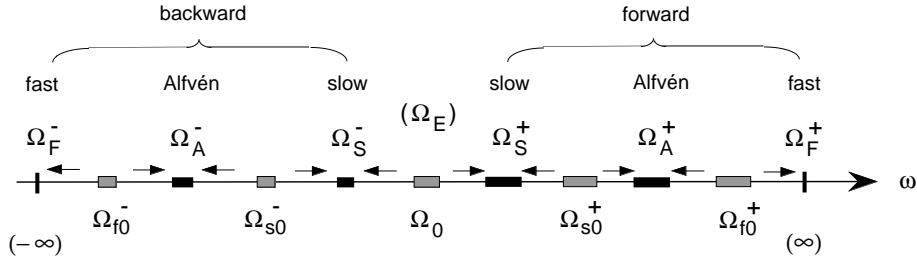 backward forward
fast Alfvén slow slow Alfvén fast
(Ω_E)
Ω_F^- Ω_A^- Ω_S^- Ω_S^+ Ω_A^+ Ω_F^+
ω
Ω_f0^- Ω_s0^- Ω_0 Ω_s0^+ Ω_f0^+
(-∞) (∞)